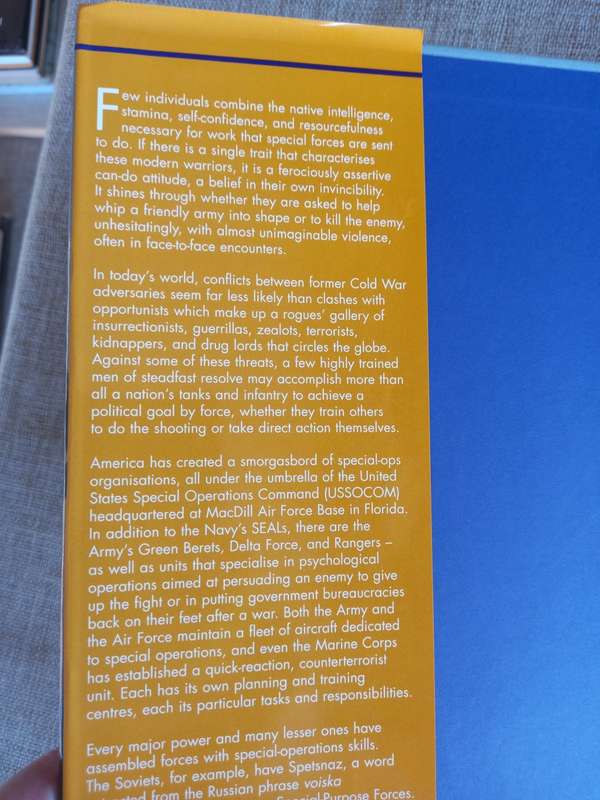 Few individuals combine the native intelligence,
stamina, self-confidence, and resourcefulness
necessary for work that special forces are sent
to do. If there is a single trait that characterises
these modern warriors, it is a ferociously assertive
can-do attitude, a belief in their own invincibility.
It shines through whether they are asked to help
whip a friendly army into shape or to kill the enemy,
unhesitatingly, with almost unimaginable violence,
often in face-to-face encounters.
In today's world, conflicts between former Cold War
adversaries seem far less likely than clashes with
opportunists which make up a rogues' gallery of
insurrectionists, guerrillas, zealots, terrorists,
kidnappers, and drug lords that circles the globe.
Against some of these threats, a few highly trained
men of steadfast resolve may accomplish more than
all a nation's tanks and infantry to achieve a
political goal by force, whether they train others
to do the shooting or take direct action themselves.
America has created a smorgasbord of special-ops
organisations, all under the umbrella of the United
States Special Operations Command (USSOCOM)
headquartered at MacDill Air Force Base in Florida.
In addition to the Navy's SEALs, there are the
Army's Green Berets, Delta Force, and Rangers –
as well as units that specialise in psychological
operations aimed at persuading an enemy to give
up the fight or in putting government bureaucracies
back on their feet after a war. Both the Army and
the Air Force maintain a fleet of aircraft dedicated
to special operations, and even the Marine Corps
has established a quick-reaction, counterterrorist
unit. Each has its own planning and training
centres, each its particular tasks and responsibilities.
Every major power and many lesser ones have
assembled forces with special-operations skills.
The Soviets, for example, have Spetsnaz, a word
from the Russian phrase voiska
Special-Purpose Forces.